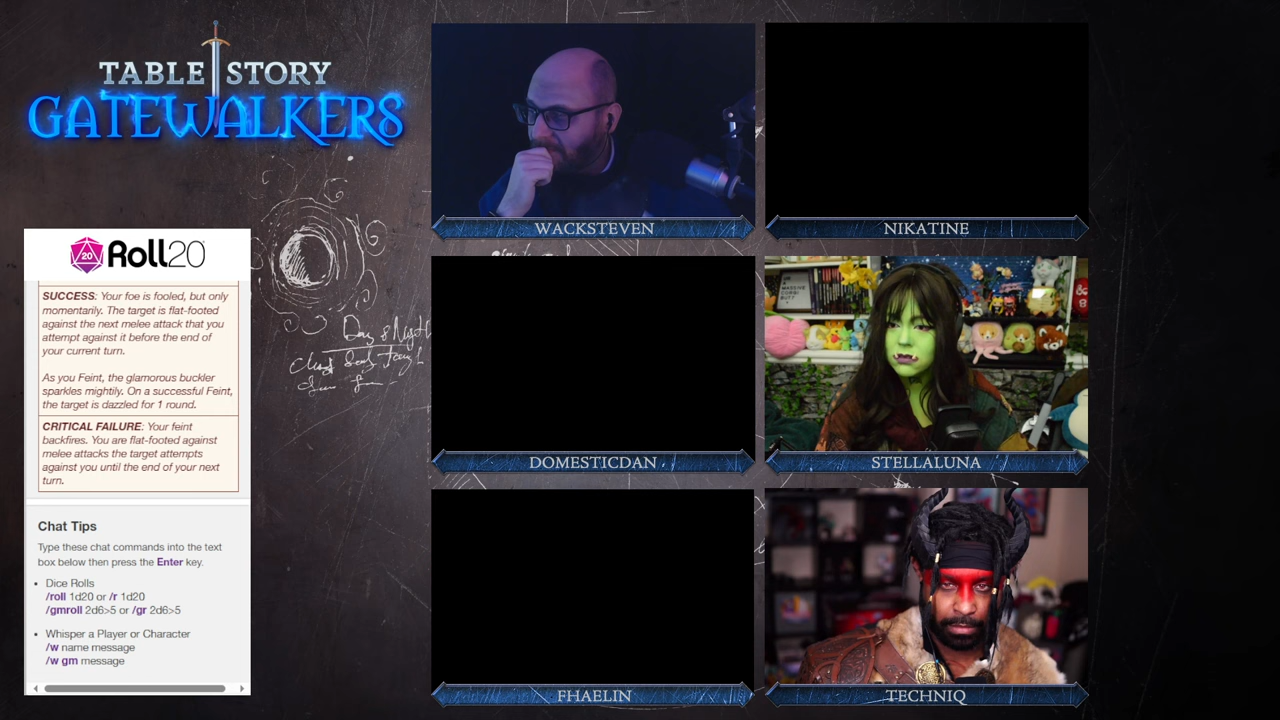 TABLE STORY
GATEWALKERS
20 Roll20
SUCCESS: Your foe is fooled, but only
momentarily. The target is flat-footed
against the next melee attack that you
attempt against it before the end of
your current turn.
As you Feint, the glamorous buckler
sparkles mightily. On a successful Feint,
the target is dazzled for 1 round.
CRITICAL FAILURE: Your feint
backfires. You are flat-footed against
melee attacks the target attempts
against you until the end of your next
turn.
Chat Tips
Type these chat commands into the text
box below then press the Enter key.
• Dice Rolls
/roll 1d20 or /r 1d20
/gmroll 2d6>5 or /gr 2d6>5
• Whisper a Player or Character
/w name message
/w gm message
Day & Night
WACKSTEVEN
NIKATINE
DOMESTICDAN
STELLALUNA
A
MASSIVE
CORGI
BUTT
FHAELIN
TECHNIQ